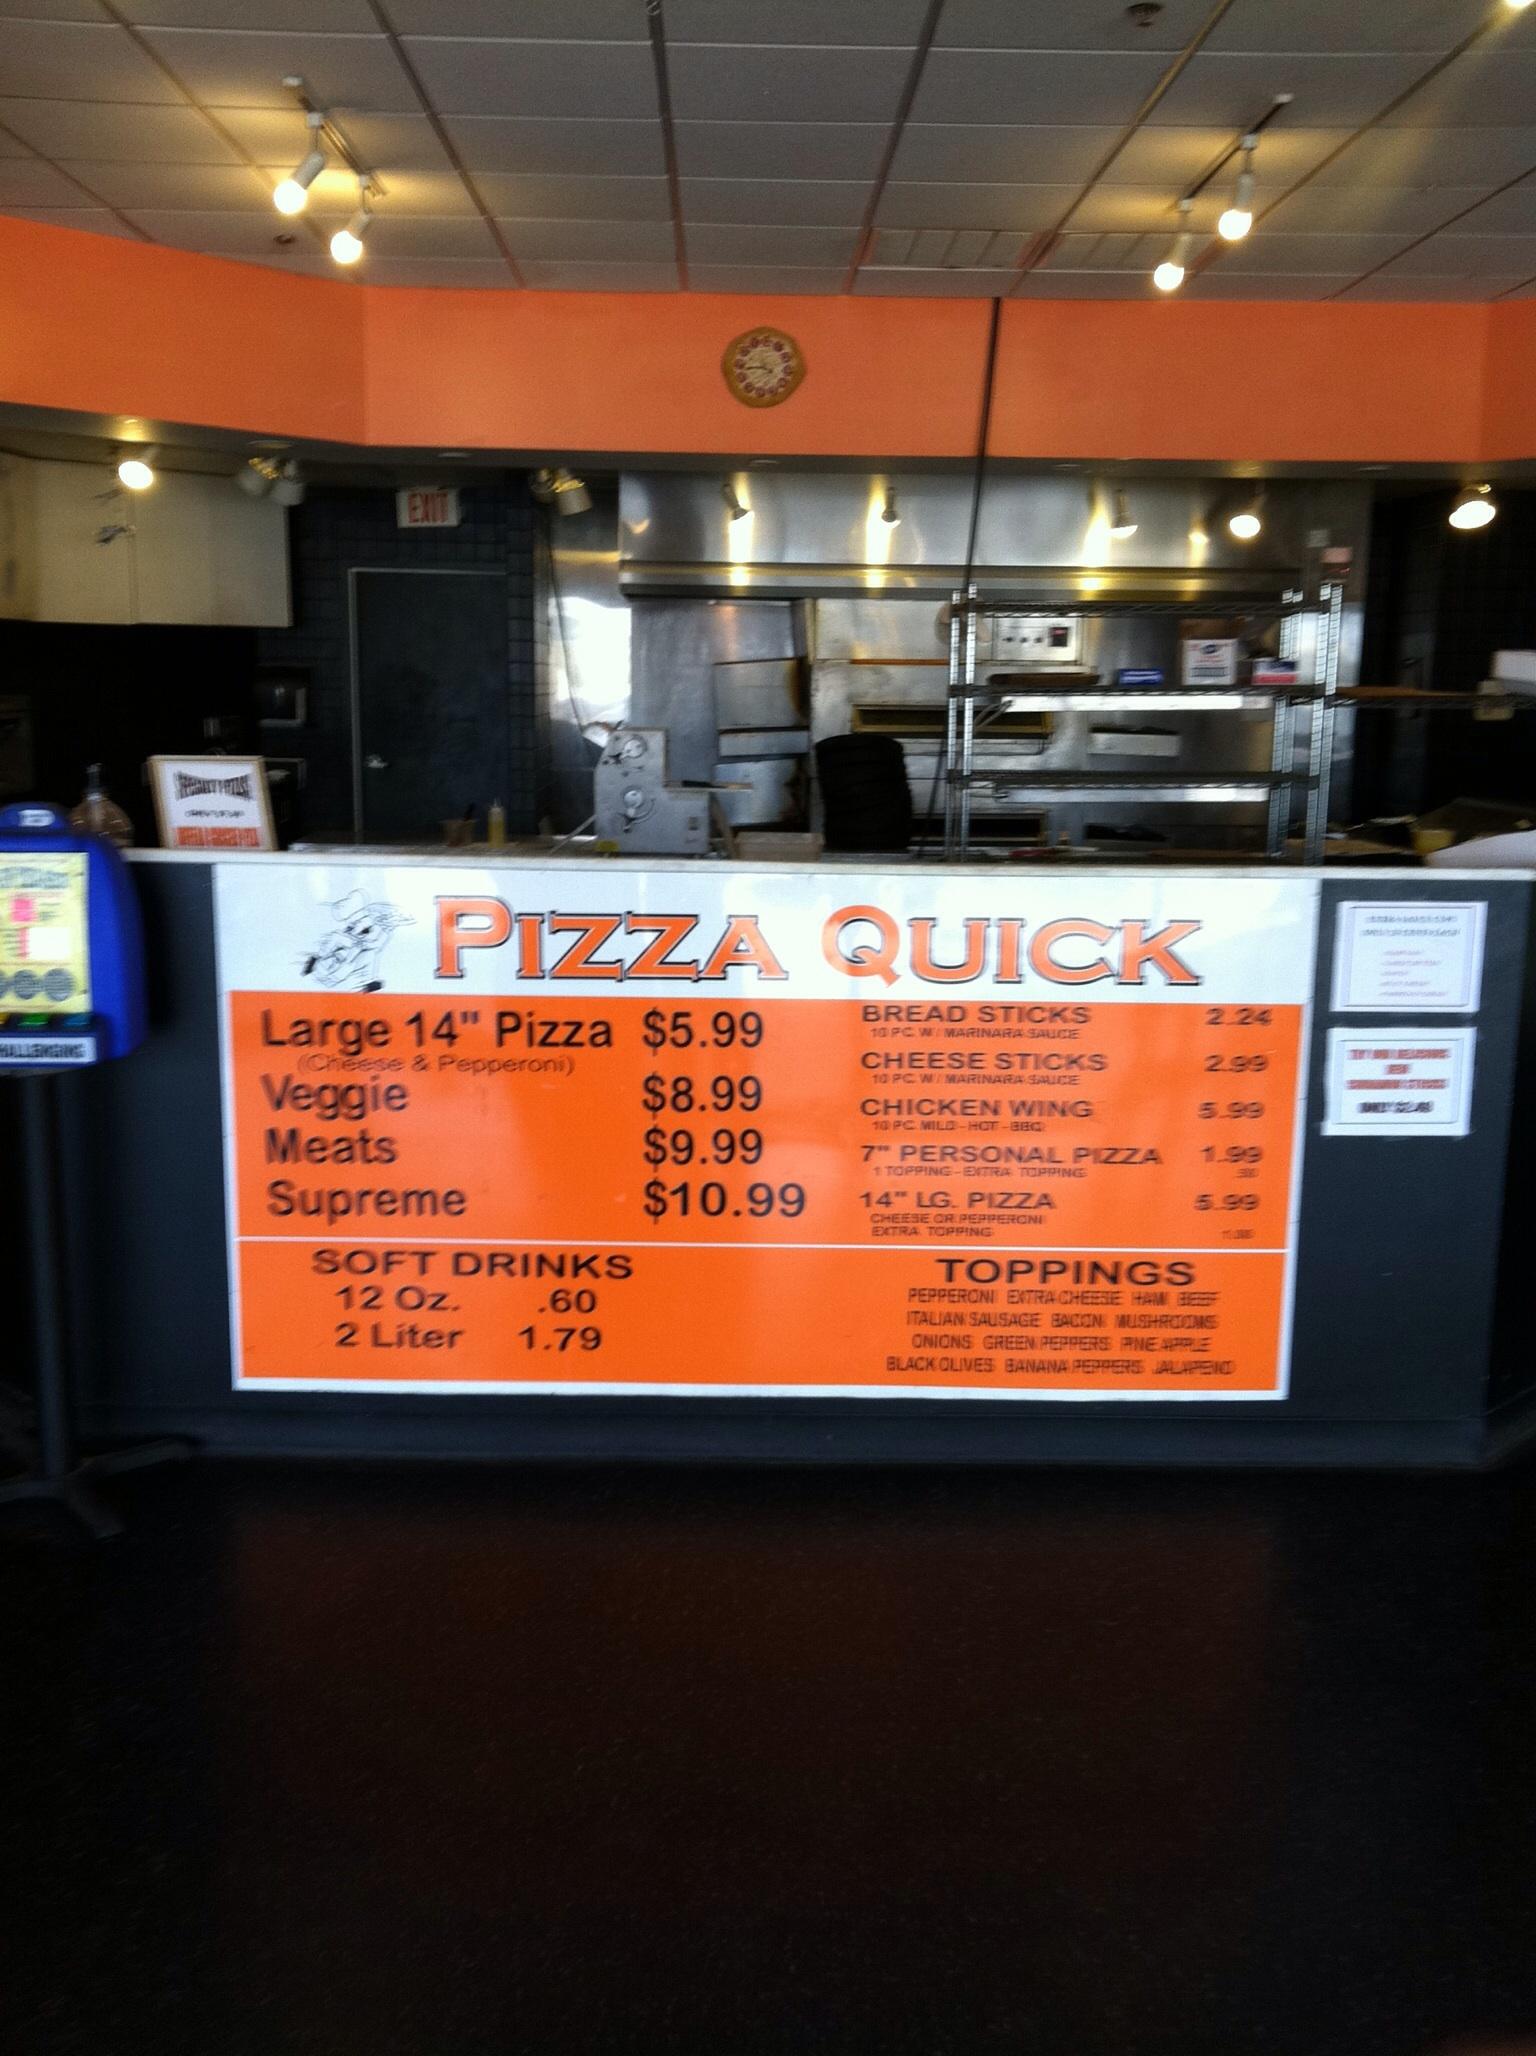 EXIT
PIZZA QUICK
Large 14" Pizza $5.99
(Cheese & Pepperoni)
Veggie $8.99
Meats $9.99
Supreme $10.99
BREAD STICKS 2.24
10 PC. W/ MARINARA SAUCE
CHEESE STICKS 2.99
10 PC. W/ MARINARA SAUCE
CHICKEN WING 5.99
10 PC. MILD - HOT - BBQ
7" PERSONAL PIZZA 1.99
1 TOPPING - EXTRA TOPPING .50
14" LG. PIZZA 5.99
CHEESE OR PEPPERONI
EXTRA TOPPING
SOFT DRINKS
12 Oz. .60
2 Liter 1.79
TOPPINGS
PEPPERONI EXTRA CHEESE HAM BEEF
ITALIAN SAUSAGE BACON MUSHROOMS
ONIONS GREEN PEPPERS PINEAPPLE
BLACK OLIVES BANANA PEPPERS JALAPENO